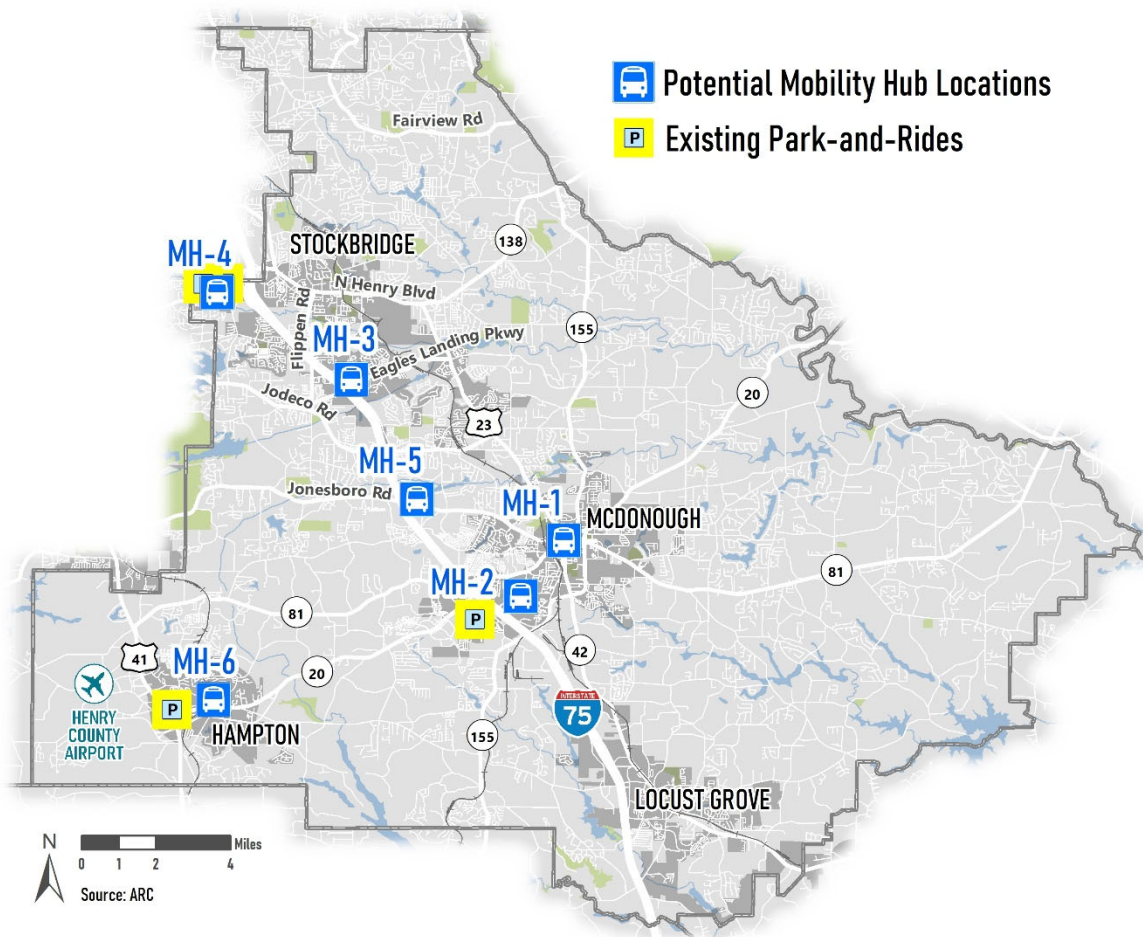 Potential Mobility Hub Locations
P
Existing Park-and-Rides
Fairview Rd
STOCKBRIDGE
138
MH-4
N Henry Blvd
Flippen Rd
155
MH-3
Eagles Landing Pkwy
Jodeco Rd
20
23
MH-5
Jonesboro Rd
MH-1
MCDONOUGH
81
MH-2
P
81
42
41
MH-6
20
HENRY
COUNTY
AIRPORT
P
HAMPTON
INTERSTATE
75
155
LOCUST GROVE
N
Miles
0 1 2 4
Source: ARC